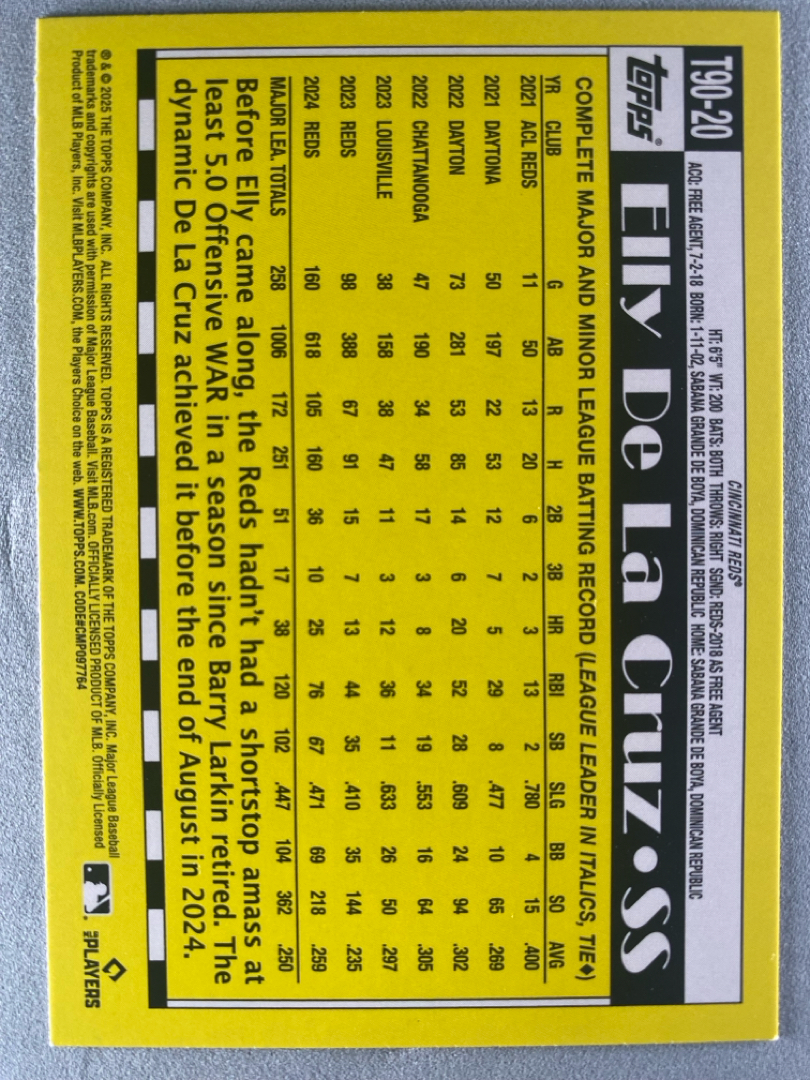 T90-20
CINCINNATI REDS®
HT: 6'5" WT: 200 BATS: BOTH THROWS: RIGHT SGND: REDS-2018 AS FREE AGENT
ACQ: FREE AGENT, 7-2-18 BORN: 1-11-02, SABANA GRANDE DE BOYA, DOMINICAN REPUBLIC HOME: SABANA GRANDE DE BOYA, DOMINICAN REPUBLIC
topps® Elly De La Cruz • SS
COMPLETE MAJOR AND MINOR LEAGUE BATTING RECORD (LEAGUE LEADER IN ITALICS, TIE♦)
YR CLUB G AB R H 2B 3B HR RBI SB SLG BB SO AVG
2021 ACL REDS 11 50 13 20 6 2 3 13 2 .780 4 15 .400
2021 DAYTONA 50 197 22 53 12 7 5 29 8 .477 10 65 .269
2022 DAYTON 73 281 53 85 14 6 20 52 28 .609 24 94 .302
2022 CHATTANOOGA 47 190 34 58 17 3 8 34 19 .553 16 64 .305
2023 LOUISVILLE 38 158 38 47 11 3 12 36 11 .633 26 50 .297
2023 REDS 98 388 67 91 15 7 13 44 35 .410 35 144 .235
2024 REDS 160 618 105 160 36 10 25 76 67 .471 69 218 .259
MAJOR LEA. TOTALS 258 1006 172 251 51 17 38 120 102 .447 104 362 .250
Before Elly came along, the Reds hadn't had a shortstop amass at
least 5.0 Offensive WAR in a season since Barry Larkin retired. The
dynamic De La Cruz achieved it before the end of August in 2024.
® & © 2025 THE TOPPS COMPANY, INC. ALL RIGHTS RESERVED. TOPPS IS A REGISTERED TRADEMARK OF THE TOPPS COMPANY, INC. Major League Baseball
trademarks and copyrights are used with permission of Major League Baseball. Visit MLB.com. OFFICIALLY LICENSED PRODUCT OF MLB. Officially Licensed
Product of MLB Players, Inc. Visit MLBPLAYERS.COM, the Players Choice on the web. WWW.TOPPS.COM. CODE#CMP097764
MLB PLAYERS